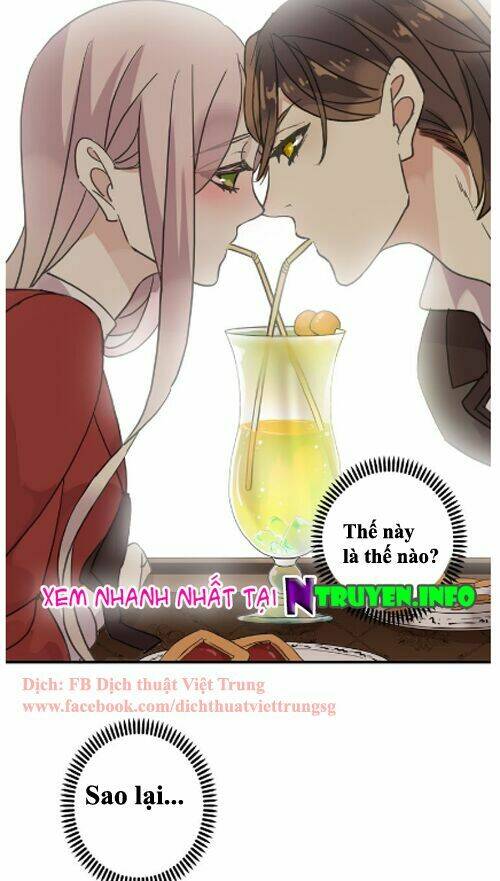 Thế này
là thế nào?
XEM NHANH NHẤT TẠI NTRUYEN.INFO
Dịch: FB Dịch thuật Việt Trung
www.facebook.com/dichthuatviettrungsg
Sao lại...